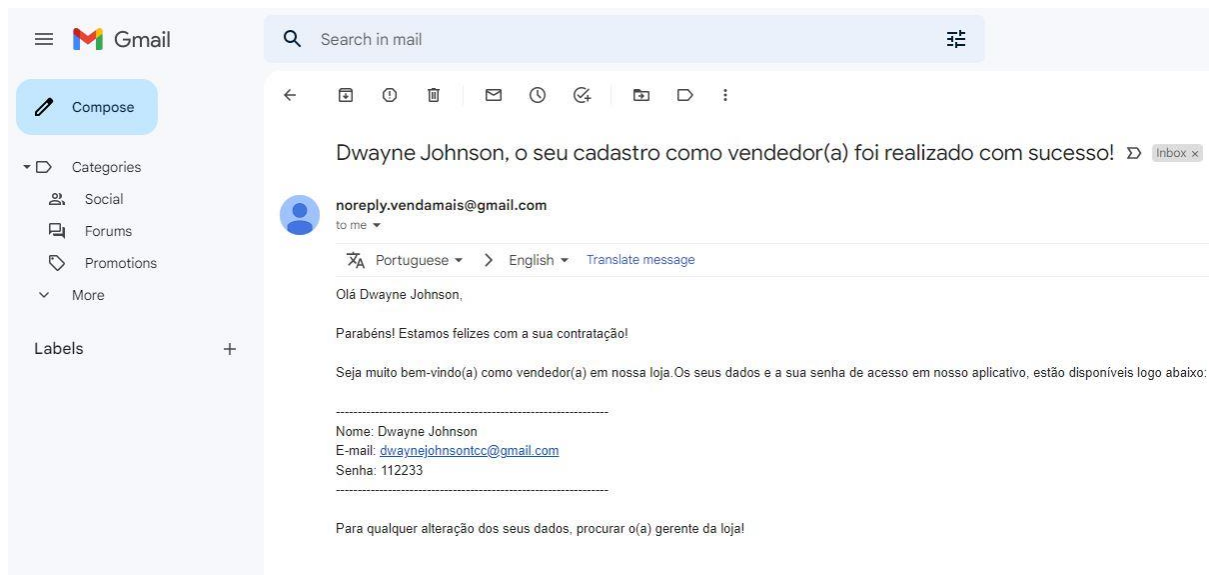 Gmail
Search in mail
Compose
Categories
Social
Forums
Promotions
More
Labels
Dwayne Johnson, o seu cadastro como vendedor(a) foi realizado com sucesso!
Inbox ×
noreply.vendamais@gmail.com
to me
Portuguese > English Translate message
Olá Dwayne Johnson,
Parabéns! Estamos felizes com a sua contratação!
Seja muito bem-vindo(a) como vendedor(a) em nossa loja.Os seus dados e a sua senha de acesso em nosso aplicativo, estão disponíveis logo abaixo:
----------------------------------------------------------------
Nome: Dwayne Johnson
E-mail: dwaynejohnsontcc@gmail.com
Senha: 112233
----------------------------------------------------------------
Para qualquer alteração dos seus dados, procurar o(a) gerente da loja!